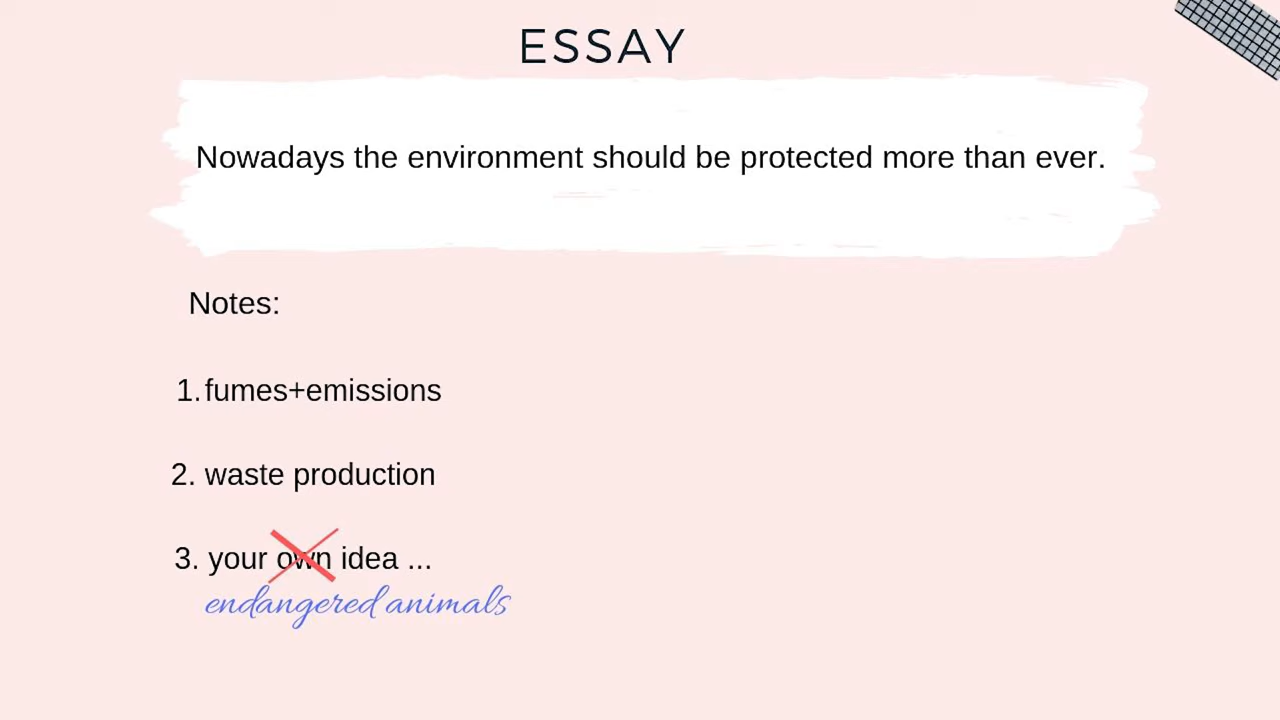 ESSAY
Nowadays the environment should be protected more than ever.
Notes:
1. fumes+emissions
2. waste production
3. your own idea ...
endangered animals